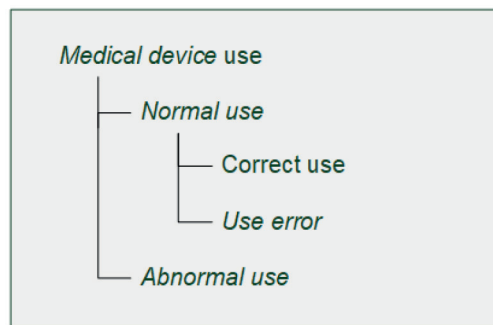 Medical device use
Normal use
Correct use
Use error
Abnormal use